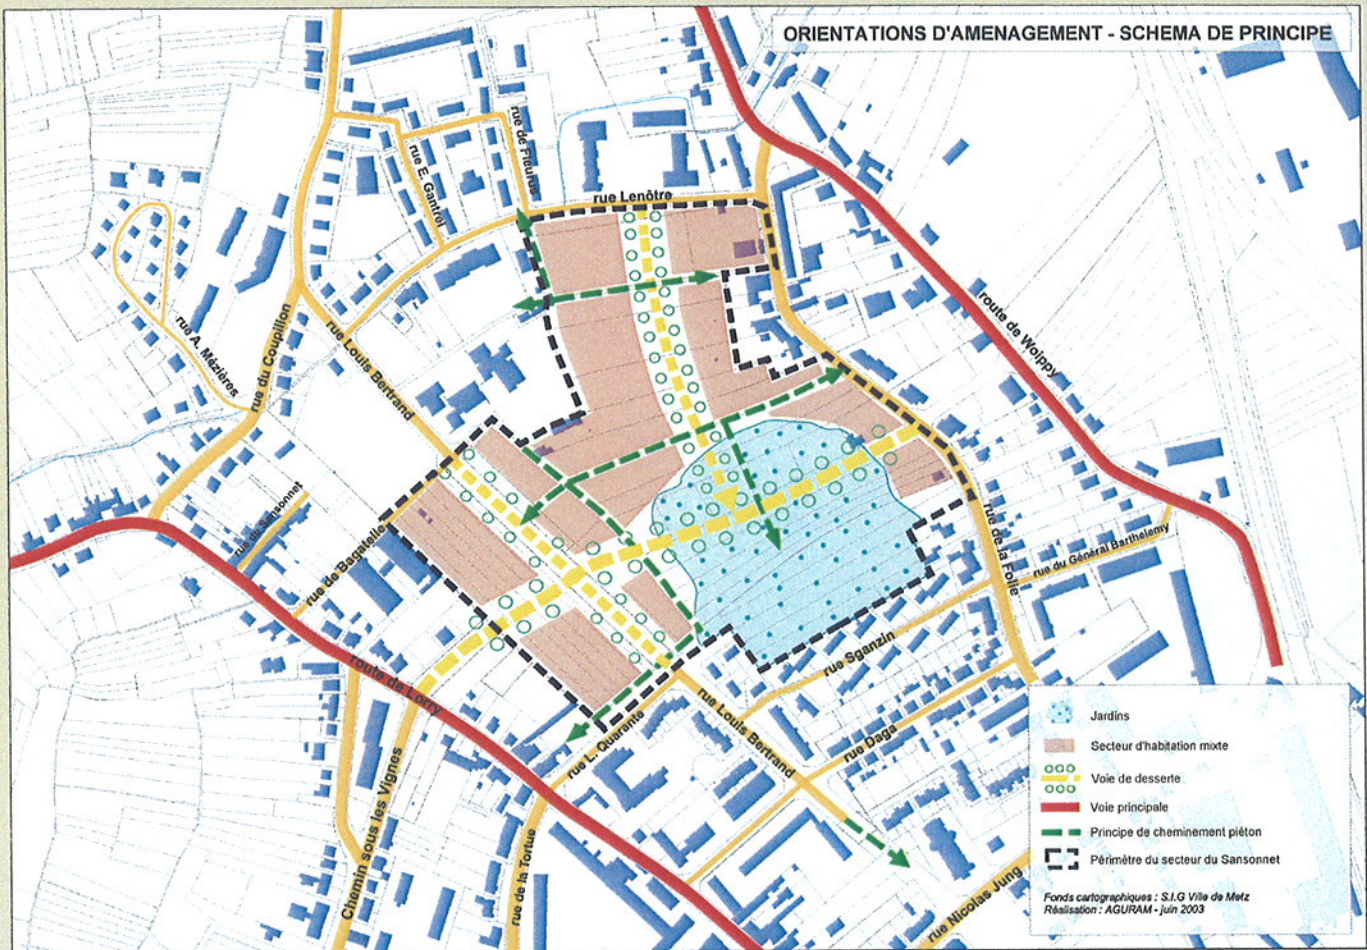 ORIENTATIONS D'AMENAGEMENT - SCHEMA DE PRINCIPE
rue de Fleurus
rue E. Gantrel
rue Lenôtre
route de Woippy
rue A. Mézières
rue du Coupillon
rue Louis Bertrand
rue du Sansonnet
rue de Bagatelle
rue de la Folie
rue du Général Barthelemy
rue Sganzin
route de Lorry
rue Louis Bertrand
rue L. Quarante
rue Daga
Chemin sous les Vignes
rue de la Tortue
rue Nicolas Jung
Jardins
Secteur d'habitation mixte
Voie de desserte
Voie principale
Principe de cheminement piéton
Périmètre du secteur du Sansonnet
Fonds cartographiques : S.I.G Ville de Metz
Réalisation : AGURAM - juin 2003